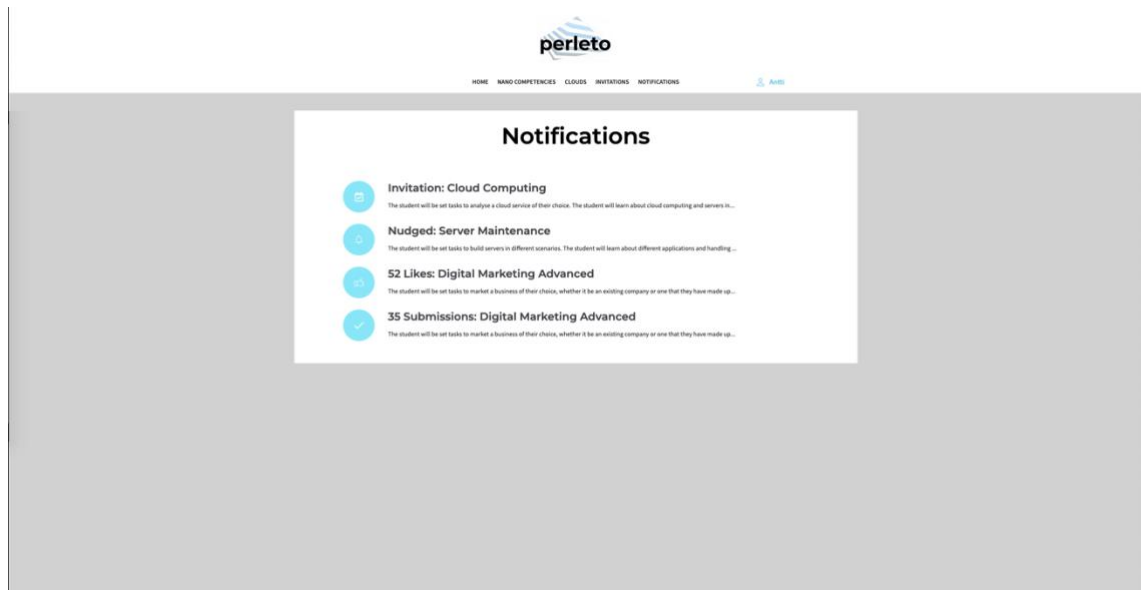 perleto
HOME NANO COMPETENCIES CLOUDS INVITATIONS NOTIFICATIONS Antti
Notifications
Invitation: Cloud Computing
The student will be set tasks to analyse a cloud service of their choice. The student will learn about cloud computing and servers in...
Nudged: Server Maintenance
The student will be set tasks to build servers in different scenarios. The student will learn about different applications and handling ...
52 Likes: Digital Marketing Advanced
The student will be set tasks to market a business of their choice, whether it be an existing company or one that they have made up...
35 Submissions: Digital Marketing Advanced
The student will be set tasks to market a business of their choice, whether it be an existing company or one that they have made up...